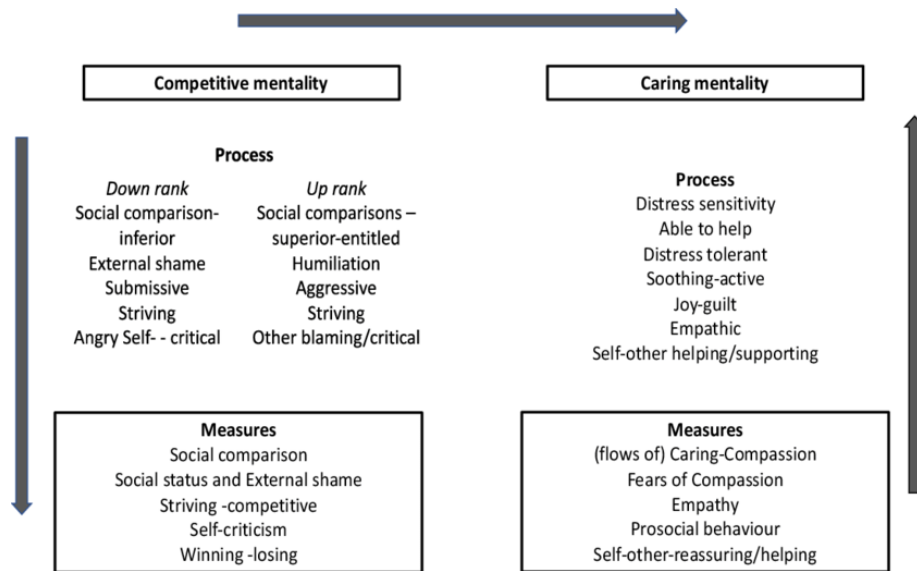 Competitive mentality
Caring mentality
Process
Down rank
Social comparison-
inferior
External shame
Submissive
Striving
Angry Self- - critical
Up rank
Social comparisons –
superior-entitled
Humiliation
Aggressive
Striving
Other blaming/critical
Process
Distress sensitivity
Able to help
Distress tolerant
Soothing-active
Joy-guilt
Empathic
Self-other helping/supporting
Measures
Social comparison
Social status and External shame
Striving -competitive
Self-criticism
Winning -losing
Measures
(flows of) Caring-Compassion
Fears of Compassion
Empathy
Prosocial behaviour
Self-other-reassuring/helping